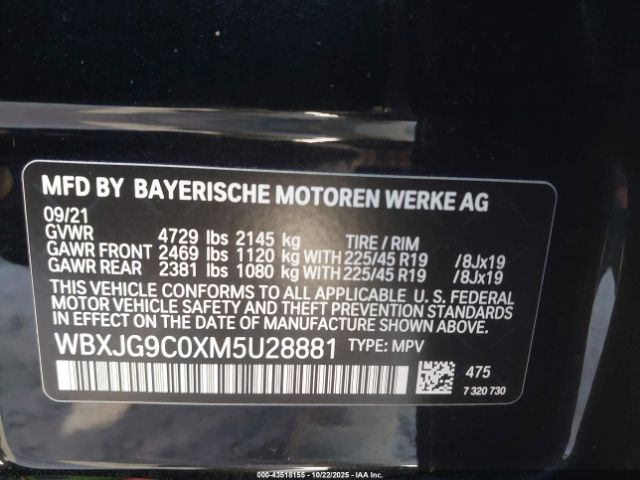 MFD BY BAYERISCHE MOTOREN WERKE AG
09/21
GVWR 4729 lbs 2145 kg TIRE / RIM
GAWR FRONT 2469 lbs 1120 kg WITH 225/45 R19 /8Jx19
GAWR REAR 2381 lbs 1080 kg WITH 225/45 R19 /8Jx19
THIS VEHICLE CONFORMS TO ALL APPLICABLE U. S. FEDERAL
MOTOR VEHICLE SAFETY AND THEFT PREVENTION STANDARDS
IN EFFECT ON THE DATE OF MANUFACTURE SHOWN ABOVE.
WBXJG9C0XM5U28881 TYPE: MPV
475
7 320 730
BRANCH: 43518155 - 10/22/2025 - IAA Inc.